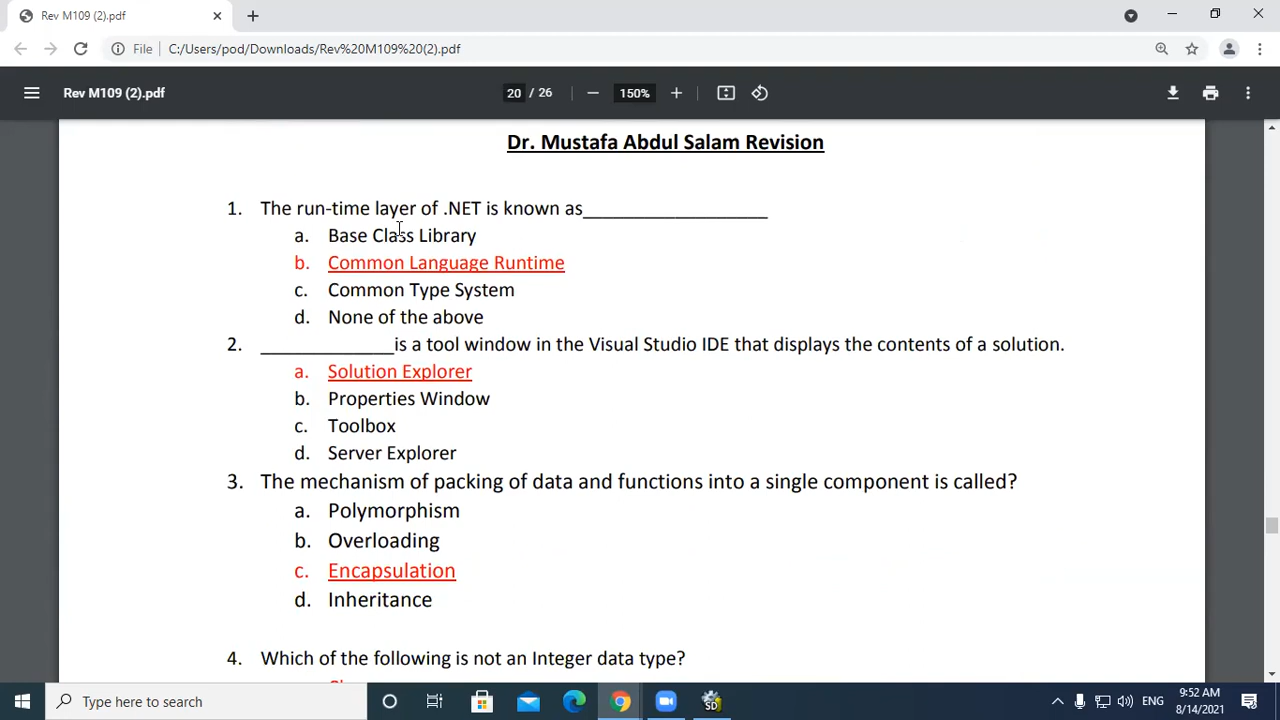 Rev M109 (2).pdf
File
C:/Users/pod/Downloads/Rev%20M109%20(2).pdf
Rev M109 (2).pdf
20 / 26
150%
Dr. Mustafa Abdul Salam Revision
1. The run-time layer of .NET is known as___________________
a. Base Class Library
b. Common Language Runtime
c. Common Type System
d. None of the above
2. ______________is a tool window in the Visual Studio IDE that displays the contents of a solution.
a. Solution Explorer
b. Properties Window
c. Toolbox
d. Server Explorer
3. The mechanism of packing of data and functions into a single component is called?
a. Polymorphism
b. Overloading
c. Encapsulation
d. Inheritance
4. Which of the following is not an Integer data type?
Type here to search
SD
ENG
9:52 AM
8/14/2021